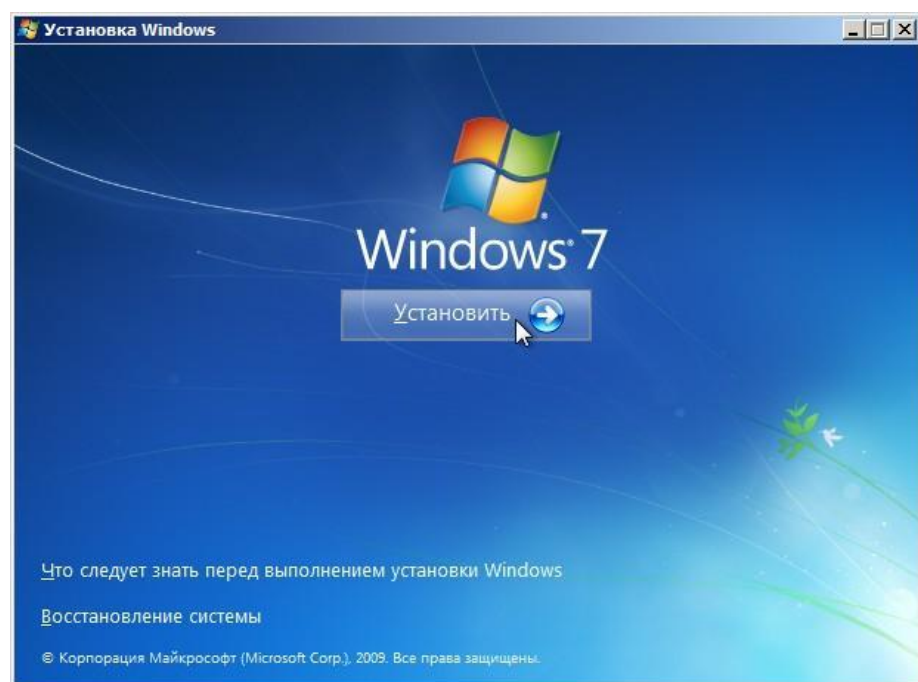 Установка Windows
Windows® 7
Установить
Что следует знать перед выполнением установки Windows
Восстановление системы
© Корпорация Майкрософт (Microsoft Corp.), 2009. Все права защищены.